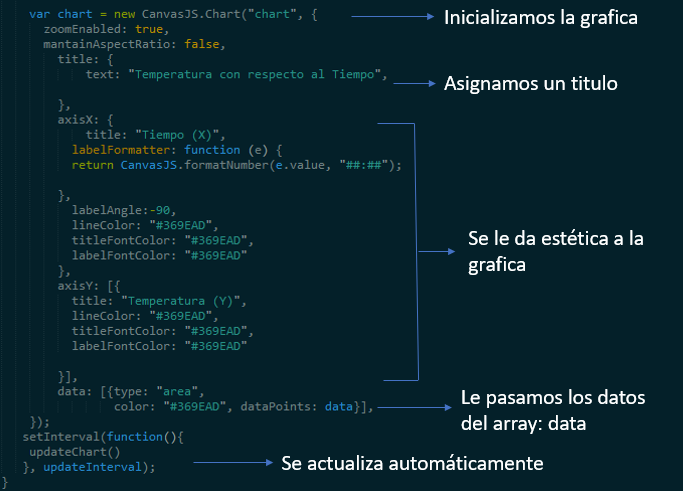 var chart = new CanvasJS.Chart("chart", {
Inicializamos la grafica
zoomEnabled: true,
mantainAspectRatio: false,
title: {
text: "Temperatura con respecto al Tiempo",
Asignamos un titulo
},
axisX: {
title: "Tiempo (X)",
labelFormatter: function (e) {
return CanvasJS.formatNumber(e.value, "##:##");
},
labelAngle:-90,
lineColor: "#369EAD",
titleFontColor: "#369EAD",
labelFontColor: "#369EAD"
Se le da estética a la
grafica
},
axisY: [{
title: "Temperatura (Y)",
lineColor: "#369EAD",
titleFontColor: "#369EAD",
labelFontColor: "#369EAD"
}],
data: [{type: "area",
color: "#369EAD", dataPoints: data}],
Le pasamos los datos
del array: data
});
setInterval(function(){
updateChart()
}, updateInterval);
Se actualiza automáticamente
}